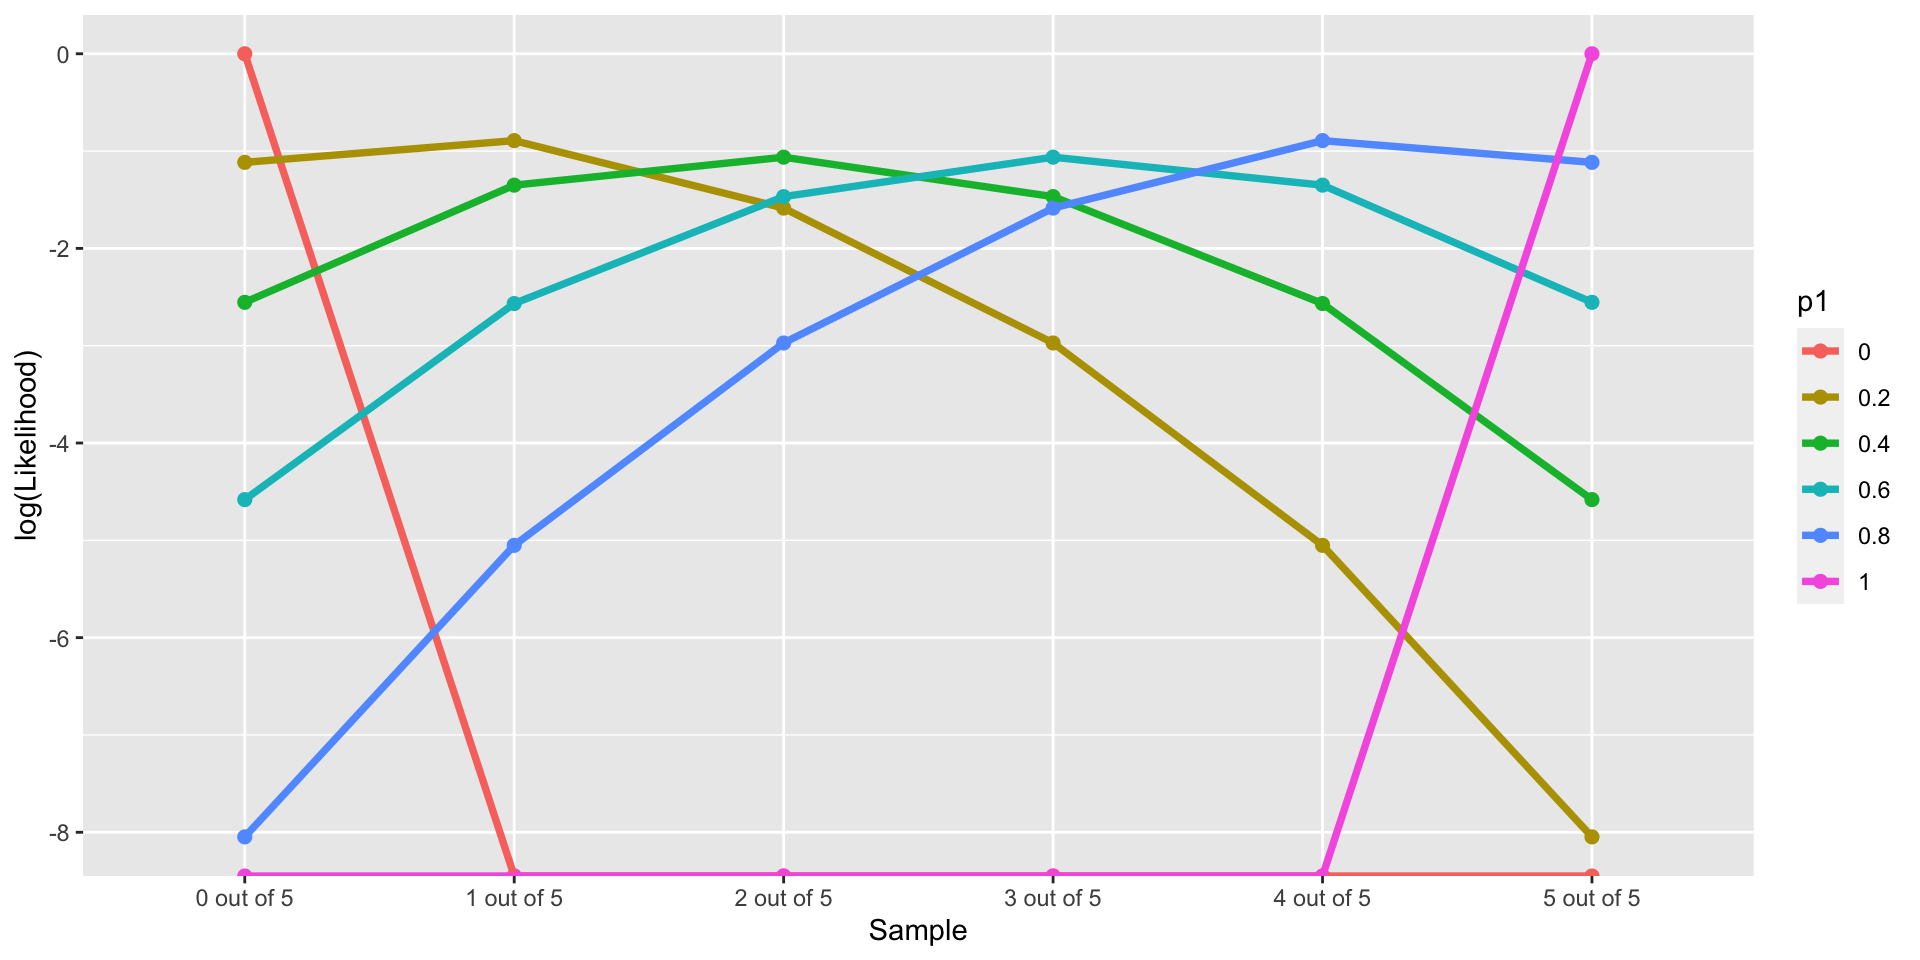 0
-2
-4
-6
-8
log(Likelihood)
0 out of 5
1 out of 5
2 out of 5
3 out of 5
4 out of 5
5 out of 5
Sample
p1
0
0.2
0.4
0.6
0.8
1